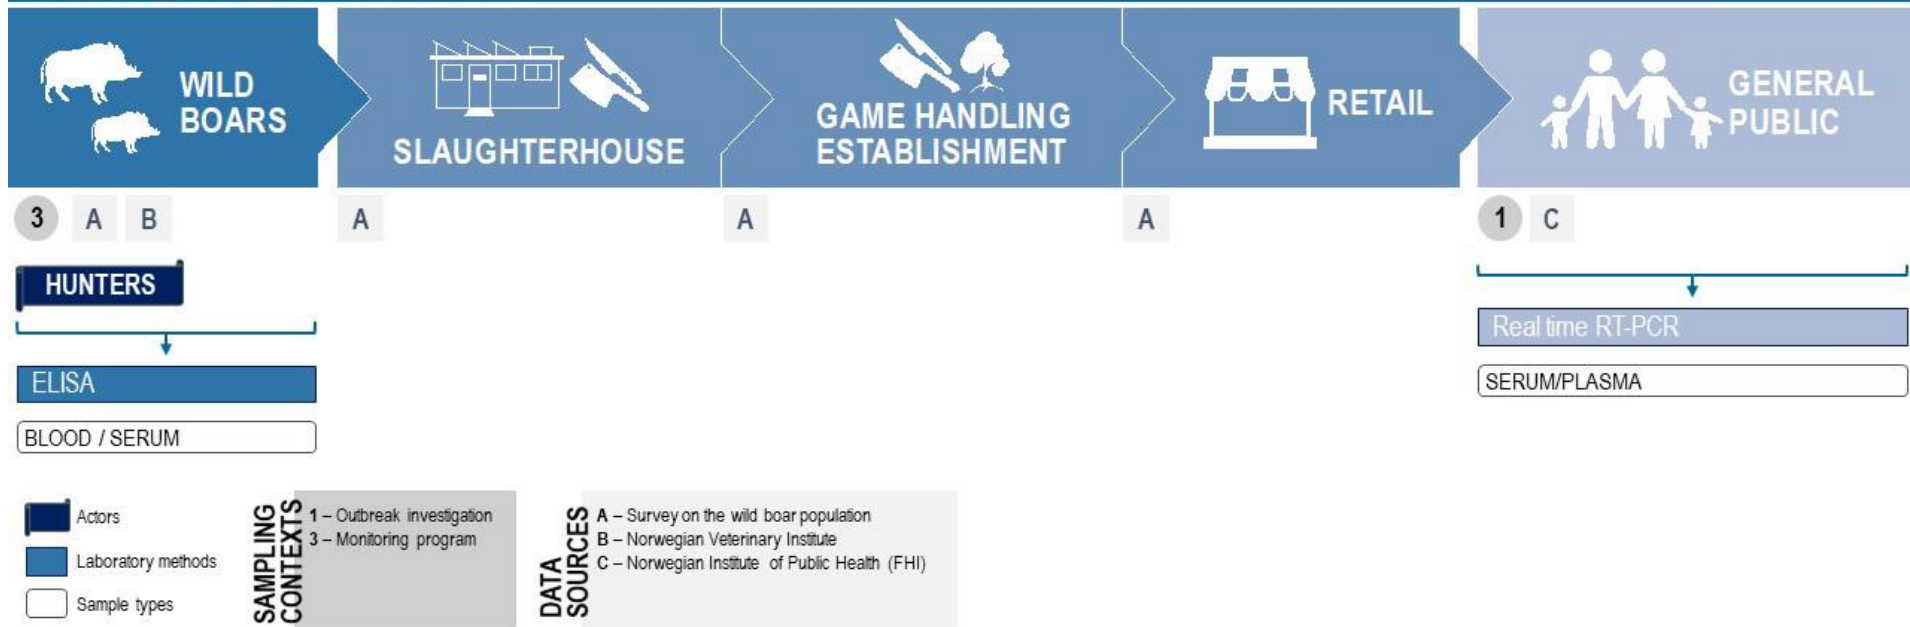 WILD
BOARS
SLAUGHTERHOUSE
GAME HANDLING
ESTABLISHMENT
RETAIL
GENERAL
PUBLIC
3 A B
A
A
A
1 C
HUNTERS
ELISA
BLOOD / SERUM
Real time RT-PCR
SERUM/PLASMA
Actors
Laboratory methods
Sample types
SAMPLING
CONTEXTS
1 – Outbreak investigation
3 – Monitoring program
DATA
SOURCES
A – Survey on the wild boar population
B – Norwegian Veterinary Institute
C – Norwegian Institute of Public Health (FHI)